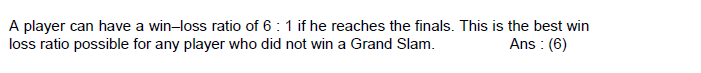 A player can have a win–loss ratio of 6 : 1 if he reaches the finals. This is the best win
loss ratio possible for any player who did not win a Grand Slam. Ans : (6)